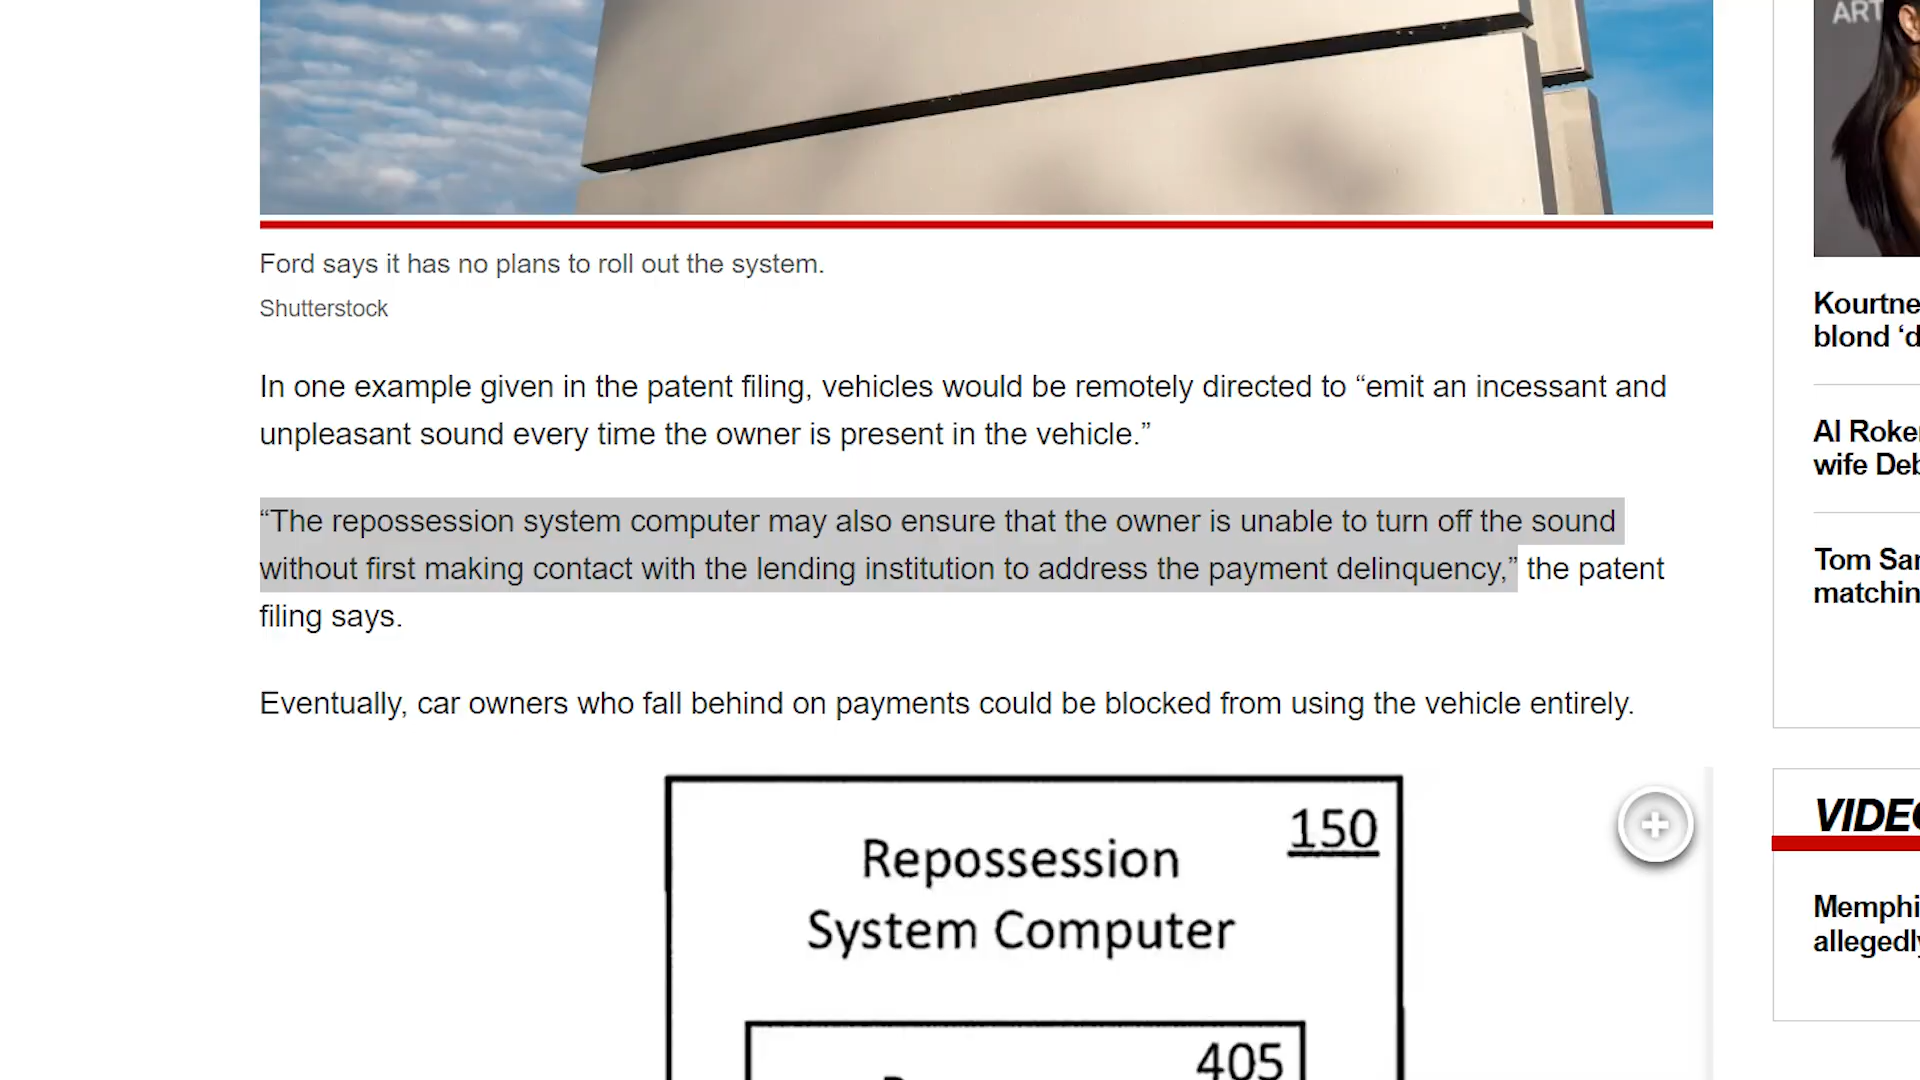 ART
Ford says it has no plans to roll out the system.
Shutterstock
In one example given in the patent filing, vehicles would be remotely directed to “emit an incessant and
unpleasant sound every time the owner is present in the vehicle.”
“The repossession system computer may also ensure that the owner is unable to turn off the sound
without first making contact with the lending institution to address the payment delinquency,” the patent
filing says.
Eventually, car owners who fall behind on payments could be blocked from using the vehicle entirely.
150
Repossession
System Computer
405
Kourtne
blond ‘d
Al Roke
wife Deb
Tom San
matchin
VIDEO
Memphi
allegedly